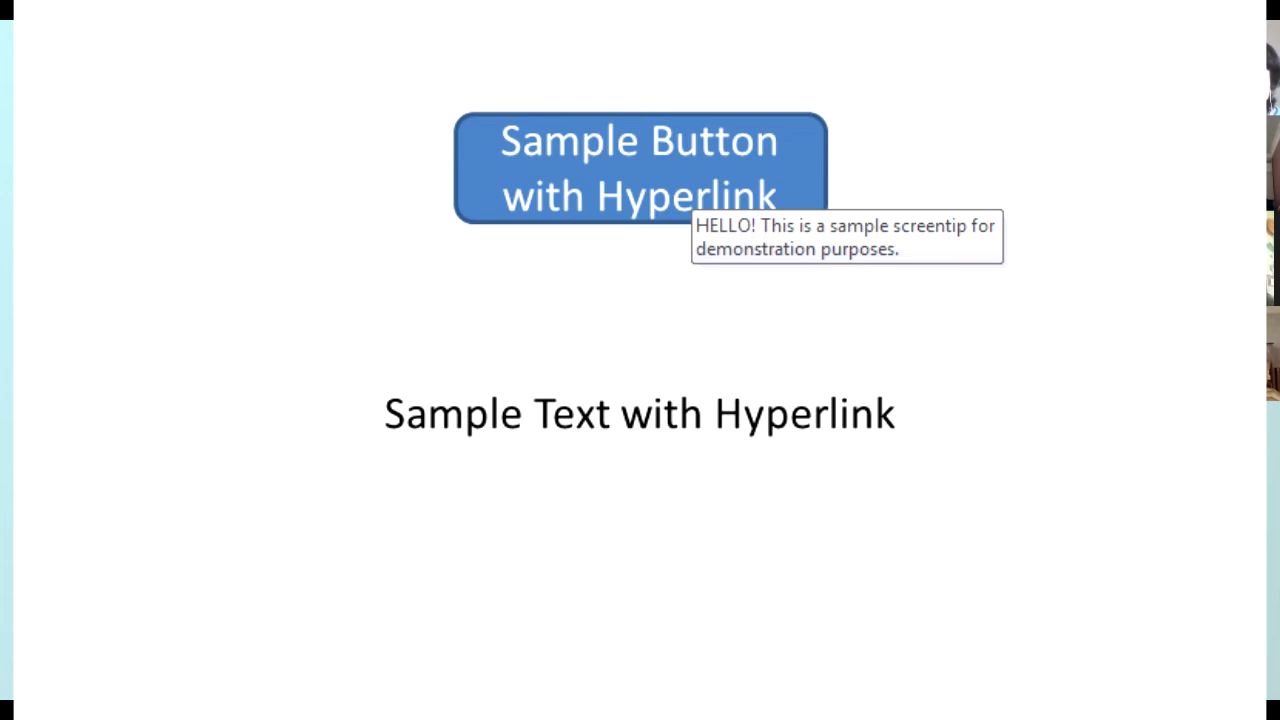 Sample Button
with Hyperlink
HELLO! This is a sample screentip for
demonstration purposes.
Sample Text with Hyperlink